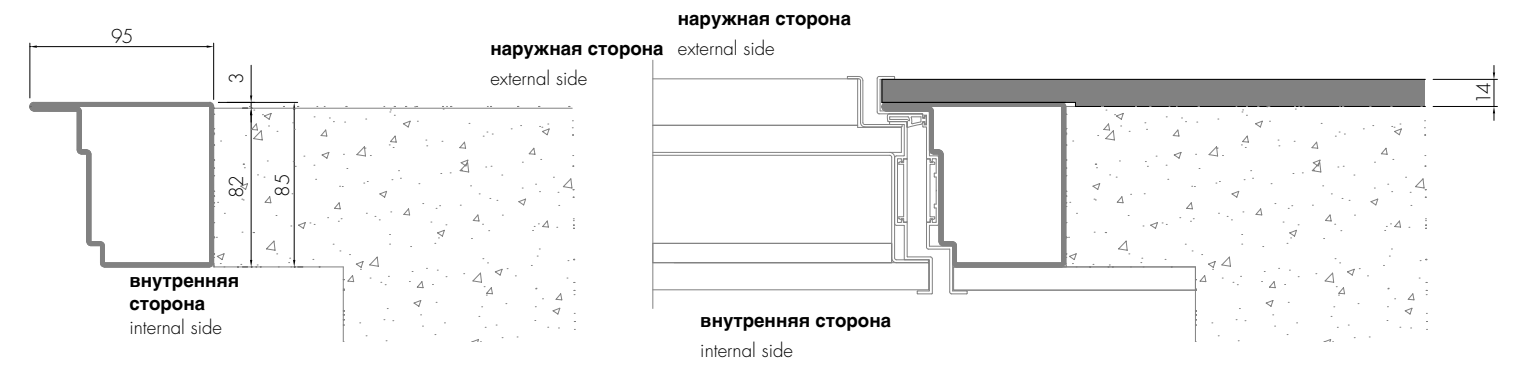 95
3
82
85
наружная сторона
external side
внутренняя
сторона
internal side
наружная сторона
external side
14
внутренняя сторона
internal side